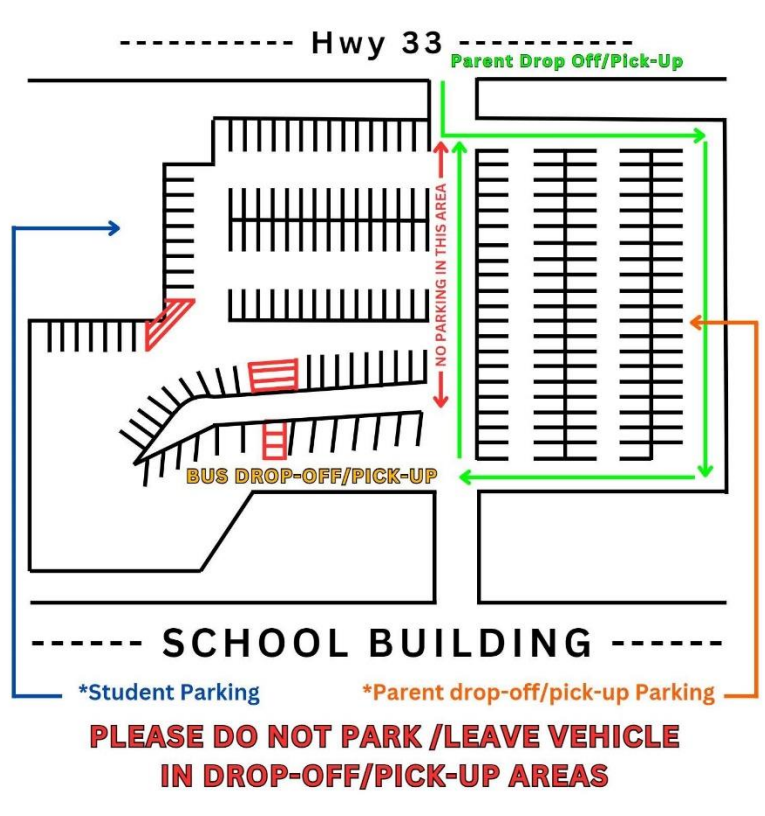 ---------- Hwy 33 ----------
Parent Drop Off/Pick-Up
NO PARKING IN THIS AREA
BUS DROP-OFF/PICK-UP
------ SCHOOL BUILDING ------
*Student Parking
*Parent drop-off/pick-up Parking
PLEASE DO NOT PARK /LEAVE VEHICLE
IN DROP-OFF/PICK-UP AREAS